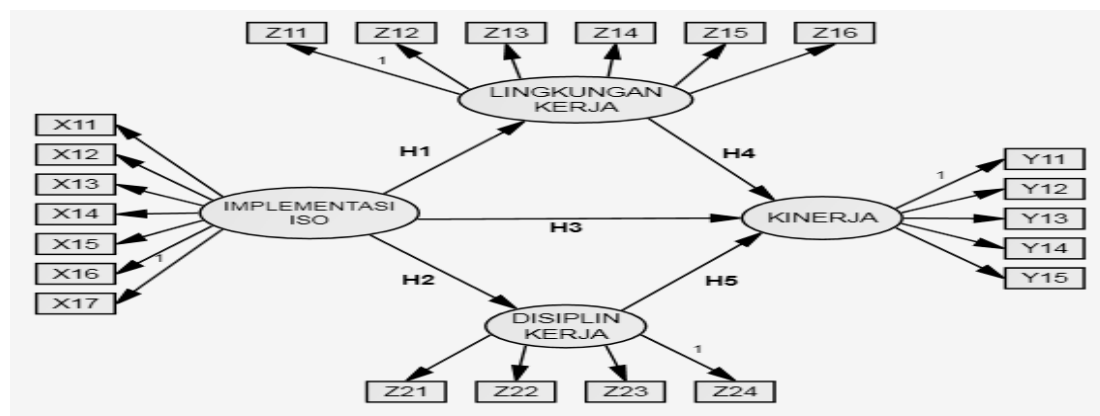 Z11 Z12 Z13 Z14 Z15 Z16
1
LINGKUNGAN
KERJA
X11
X12
X13
X14
X15
X16
X17
1
IMPLEMENTASI
ISO
H1
H2
H3
H4
H5
KINERJA
1
Y11
Y12
Y13
Y14
Y15
DISIPLIN
KERJA
1
Z21 Z22 Z23 Z24